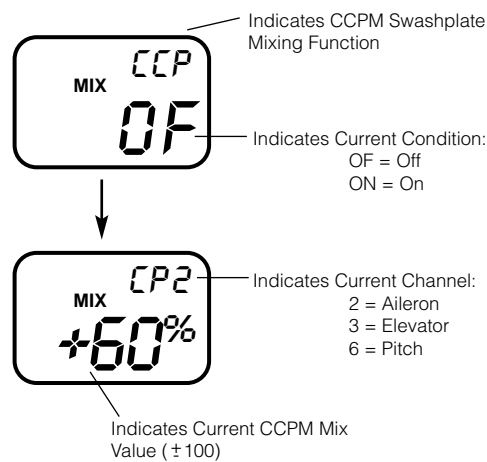 Indicates CCPM Swashplate
Mixing Function
CCP
MIX
OF
Indicates Current Condition:
OF = Off
ON = On
CP2
MIX
+60%
Indicates Current Channel:
2 = Aileron
3 = Elevator
6 = Pitch
Indicates Current CCPM Mix
Value (±100)